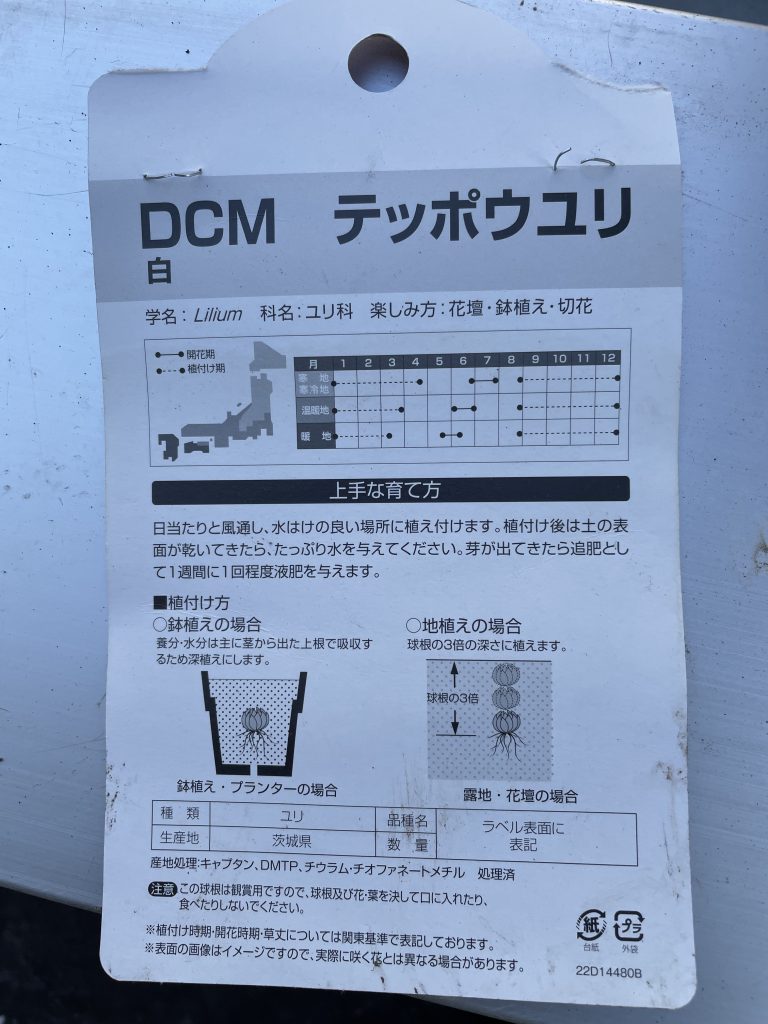 DCM テッポウユリ
白
学名：Lilium 科名：ユリ科 楽しみ方：花壇・鉢植え・切花
開花期
植付け期
月 1 2 3 4 5 6 7 8 9 10 11 12
寒地
寒冷地
温暖地
暖地
上手な育て方
日当たりと風通し、水はけの良い場所に植え付けます。植付け後は土の表
面が乾いてきたら、たっぷり水を与えてください。芽が出てきたら追肥とし
て1週間に1回程度液肥を与えます。
■植付け方
○鉢植えの場合
養分・水分は主に茎から出た上根で吸収す
るため深植えにします。
鉢植え・プランターの場合
○地植えの場合
球根の3倍の深さに植えます。
球根の3倍
露地・花壇の場合
種類 ユリ 品種名 ラベル表面に
生産地 茨城県 数量 表記
産地処理：キャプタン、DMTP、チウラム・チオファネートメチル 処理済
注意 この球根は観賞用ですので、球根及び花・葉を決して口に入れたり、
食べたりしないでください。
※植付け時期・開花時期・草丈については関東基準で表記しております。
※表面の画像はイメージですので、実際に咲く花とは異なる場合があります。
紙 プラ
台紙 外袋
22D14480B